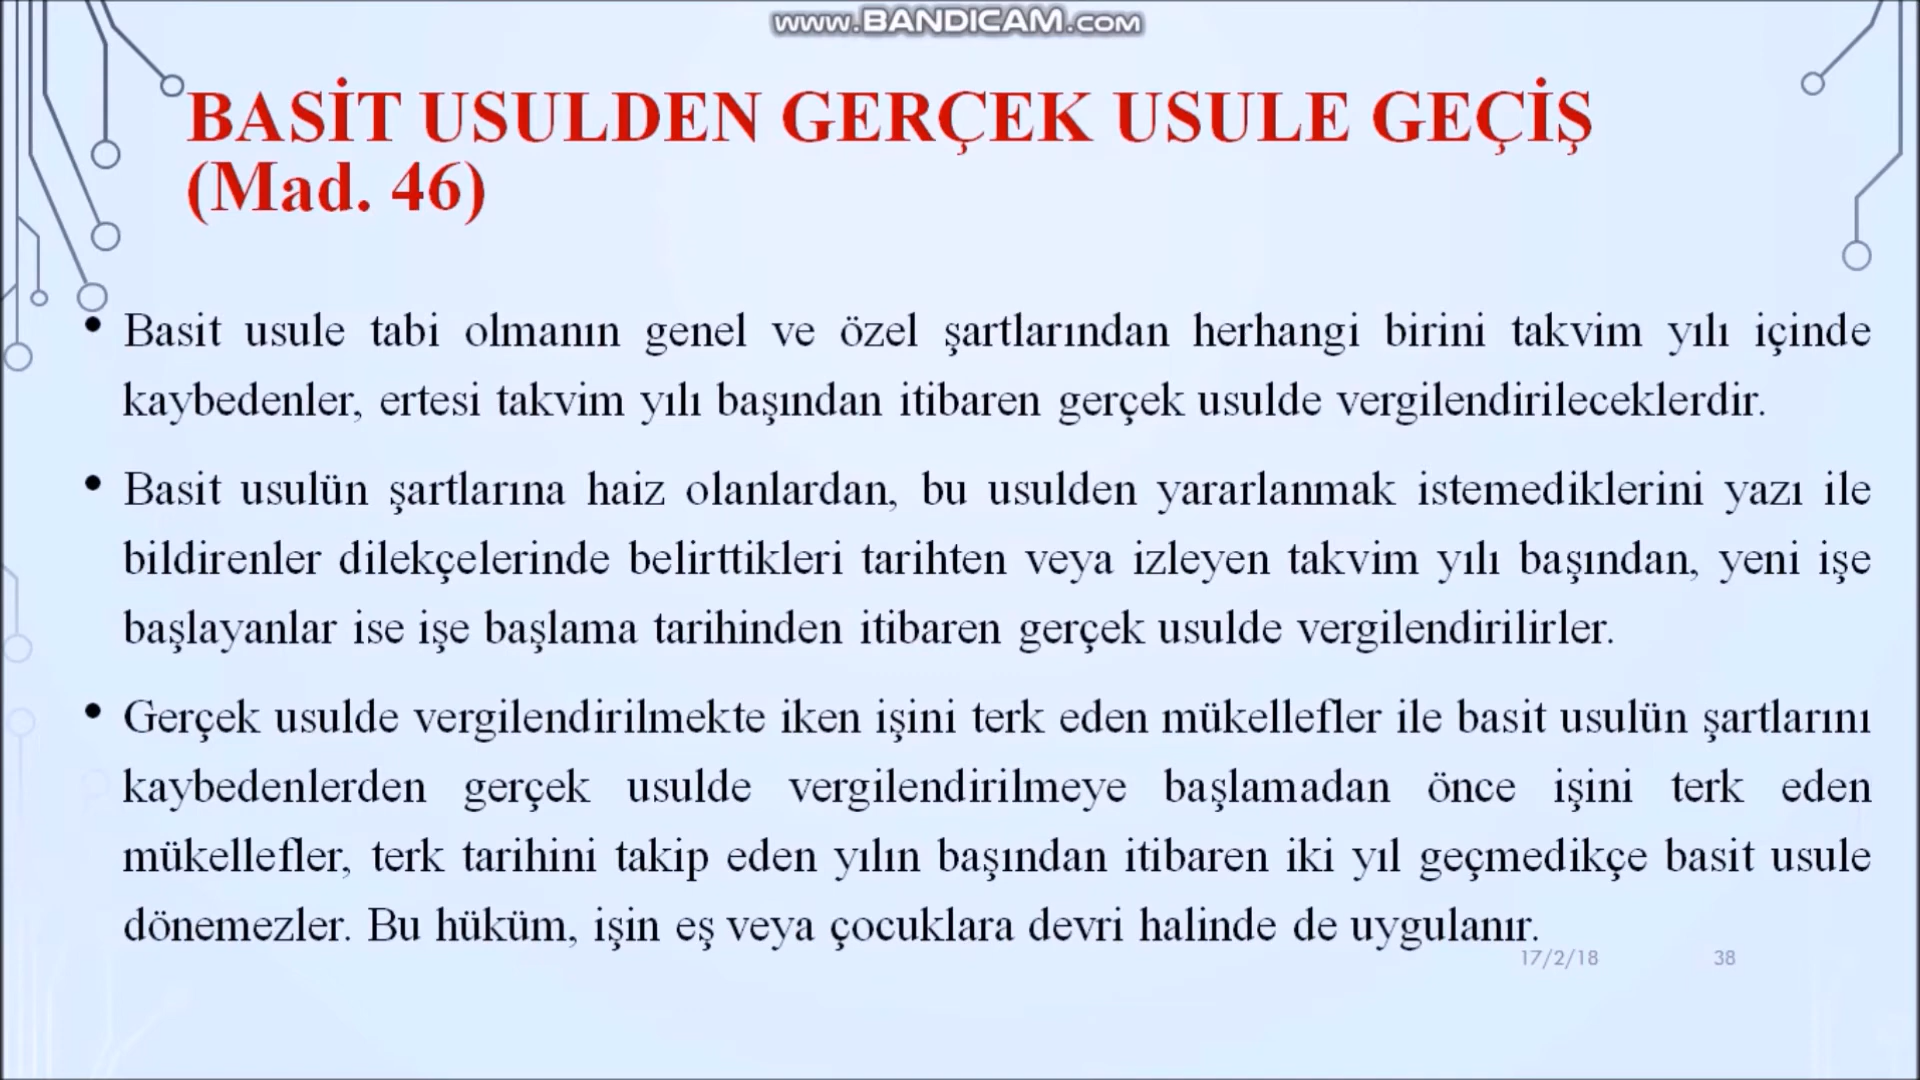 www.BANDICAM.com
BASİT USULDEN GERÇEK USULE GEÇİŞ
(Mad. 46)
• Basit usule tabi olmanın genel ve özel şartlarından herhangi birini takvim yılı içinde
kaybedenler, ertesi takvim yılı başından itibaren gerçek usulde vergilendirileceklerdir.
• Basit usulün şartlarına haiz olanlardan, bu usulden yararlanmak istemediklerini yazı ile
bildirenler dilekçelerinde belirttikleri tarihten veya izleyen takvim yılı başından, yeni işe
başlayanlar ise işe başlama tarihinden itibaren gerçek usulde vergilendirilirler.
• Gerçek usulde vergilendirilmekte iken işini terk eden mükellefler ile basit usulün şartlarını
kaybedenlerden gerçek usulde vergilendirilmeye başlamadan önce işini terk eden
mükellefler, terk tarihini takip eden yılın başından itibaren iki yıl geçmedikçe basit usule
dönemezler. Bu hüküm, işin eş veya çocuklara devri halinde de uygulanır.
17/2/18 38